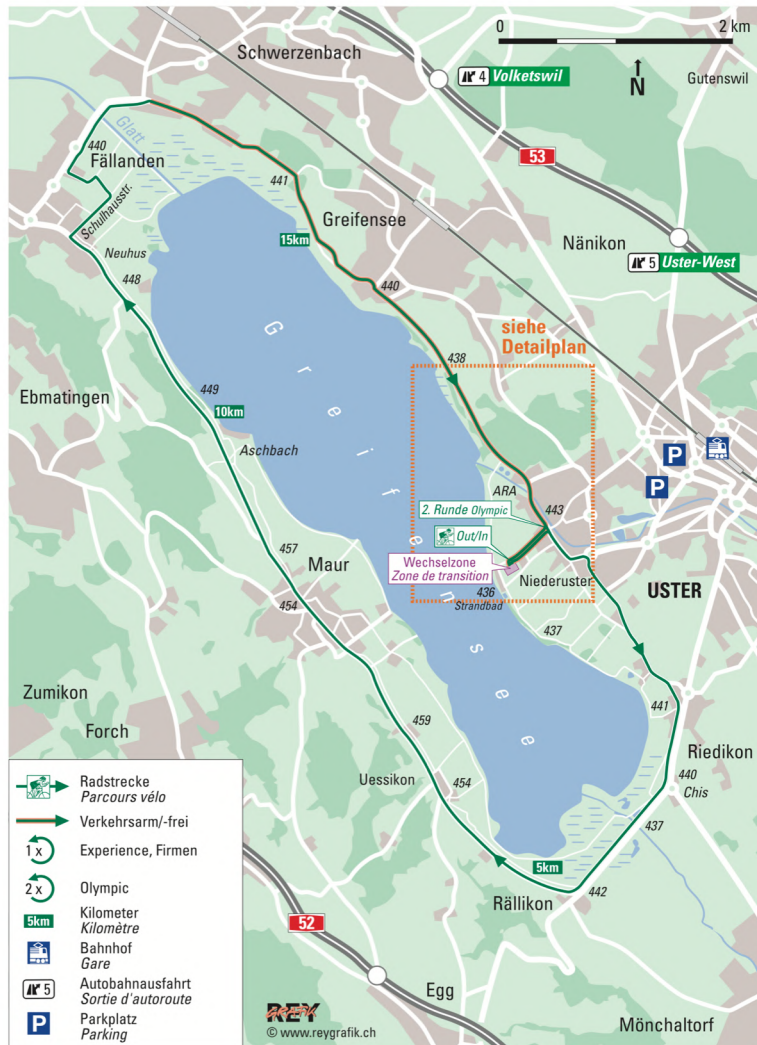 0 2 km
N
Schwerzenbach
4 Volketswil
Gutenswil
53
Glatt
440
Fällanden
Schulhausstr.
441
Greifensee
15km
Nänikon
5 Uster-West
Neuhus
448
440
siehe
Detailplan
438
Greifensee
449
Ebmatingen
10km
Aschbach
P
P
ARA
443
2. Runde Olympic
Out/In
Wechselzone
Zone de transition
457
Maur
454
436
Strandbad
Niederuster
USTER
437
Zumikon
Forch
459
441
Riedikon
Uessikon
454
440
Chis
437
5km
442
Rällikon
52
Egg
Mönchaltorf
Radstrecke
Parcours vélo
Verkehrsarm/-frei
1 x Experience, Firmen
2 x Olympic
5km Kilometer
Kilomètre
Bahnhof
Gare
5 Autobahnausfahrt
Sortie d'autoroute
P Parkplatz
Parking
REY
GRAFIK
© www.reygrafik.ch